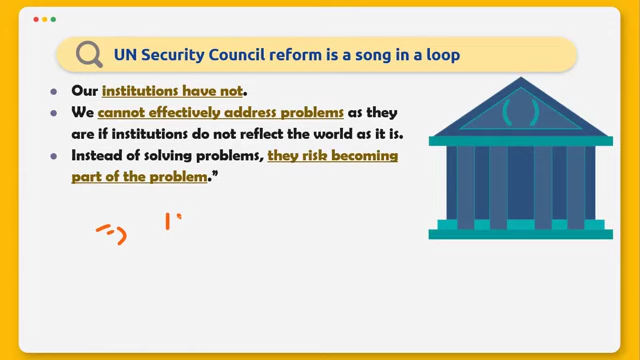 UN Security Council reform is a song in a loop
Our institutions have not.
We cannot effectively address problems as they
are if institutions do not reflect the world as it is.
Instead of solving problems, they risk becoming
part of the problem.”